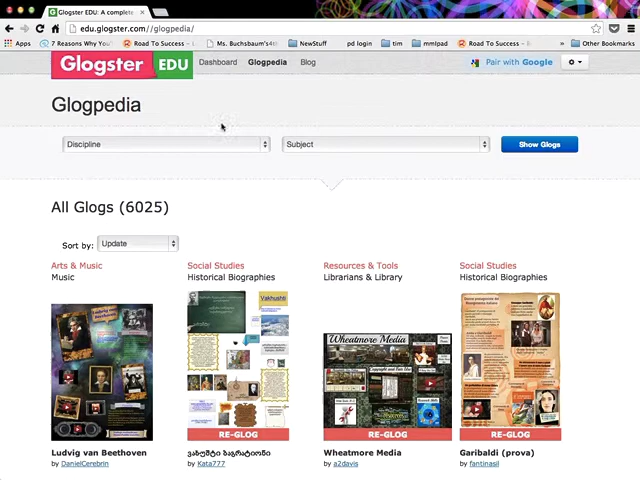 Glogster EDU: A complete
edu.glogster.com//glogpedia/
Apps
7 Reasons Why You
Road To Success -
Ms. Buchsbaum's 4th
NewStuff
pd login
tim
mmlpad
Road To Success -
Other Bookmarks
Glogster EDU
Dashboard
Glogpedia
Blog
Pair with Google
Glogpedia
Discipline
Subject
Show Glogs
All Glogs (6025)
Sort by: Update
Arts & Music
Music
Social Studies
Historical Biographies
Resources & Tools
Librarians & Library
Social Studies
Historical Biographies
Vakhushti
Wheatmore Media
RE-GLOG
RE-GLOG
RE-GLOG
Ludvig van Beethoven
by DanielCerebrin
ვახუშტი ბაგრატიონი
by Kata777
Wheatmore Media
by a2davis
Garibaldi (prova)
by fantinasil